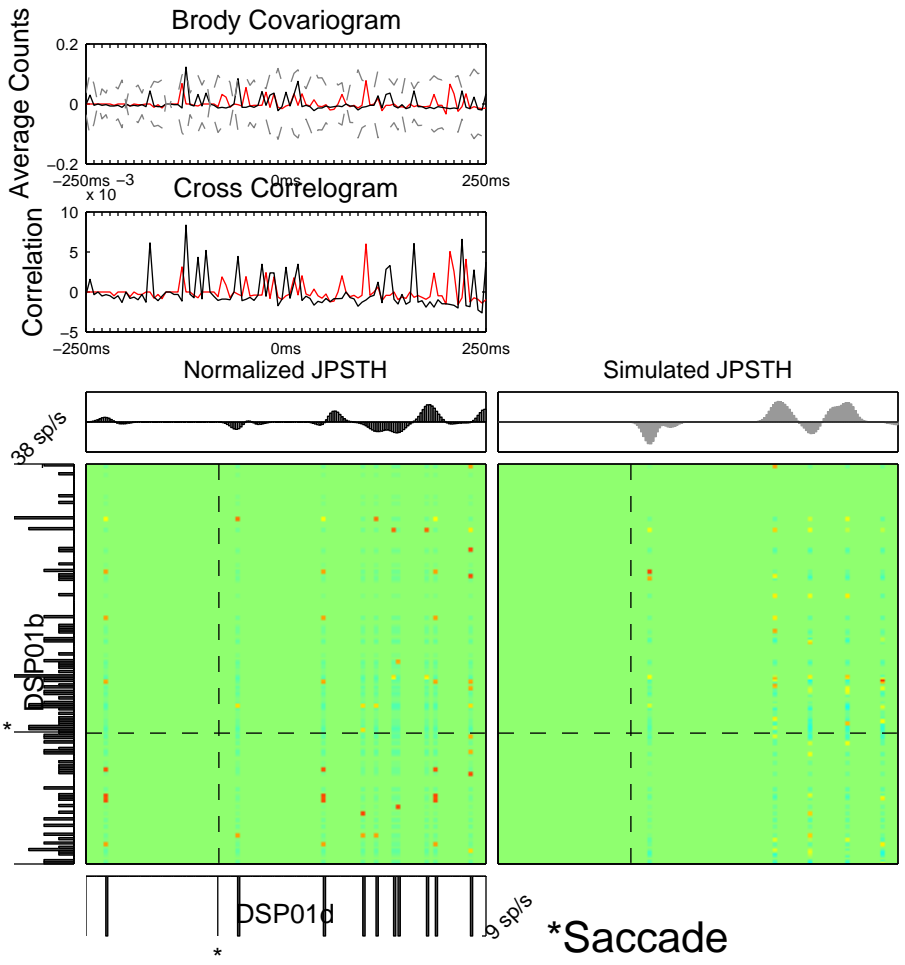 Brody Covariogram
Average Counts
0.2
0
−0.2
−250ms
0ms
250ms
−3
x 10
Cross Correlogram
Correlation
10
5
0
−5
−250ms
0ms
250ms
Normalized JPSTH
Simulated JPSTH
38 sp/s
DSP01b
*
DSP01d
9 sp/s
*
*Saccade